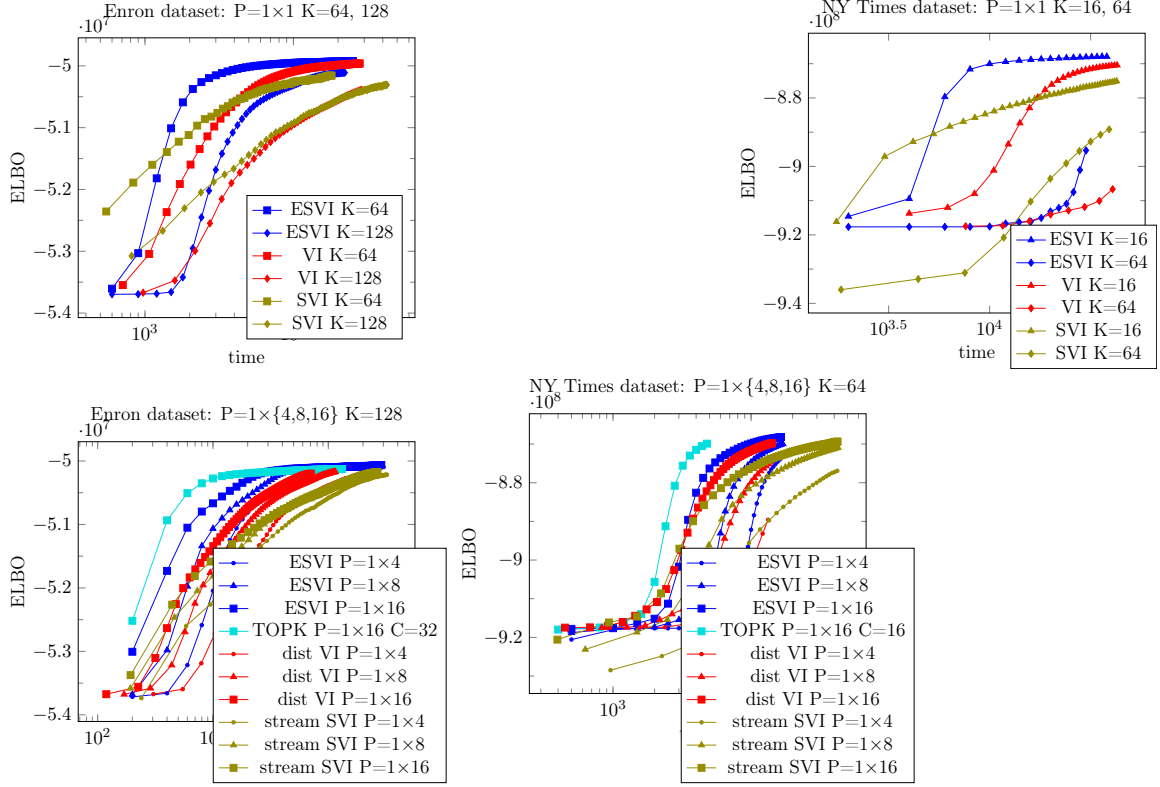 Enron dataset: P=1×1 K=64, 128
·10⁷
−5
−5.1
−5.2
−5.3
−5.4
ELBO
10³
time
ESVI K=64
ESVI K=128
VI K=64
VI K=128
SVI K=64
SVI K=128
NY Times dataset: P=1×1 K=16, 64
·10⁸
−8.8
−9
−9.2
−9.4
ELBO
10³·⁵
10⁴
time
ESVI K=16
ESVI K=64
VI K=16
VI K=64
SVI K=16
SVI K=64
Enron dataset: P=1×{4,8,16} K=128
·10⁷
−5
−5.1
−5.2
−5.3
−5.4
ELBO
10²
ESVI P=1×4
ESVI P=1×8
ESVI P=1×16
TOPK P=1×16 C=32
dist VI P=1×4
dist VI P=1×8
dist VI P=1×16
stream SVI P=1×4
stream SVI P=1×8
stream SVI P=1×16
NY Times dataset: P=1×{4,8,16} K=64
·10⁸
−8.8
−9
−9.2
ELBO
10³
ESVI P=1×4
ESVI P=1×8
ESVI P=1×16
TOPK P=1×16 C=16
dist VI P=1×4
dist VI P=1×8
dist VI P=1×16
stream SVI P=1×4
stream SVI P=1×8
stream SVI P=1×16